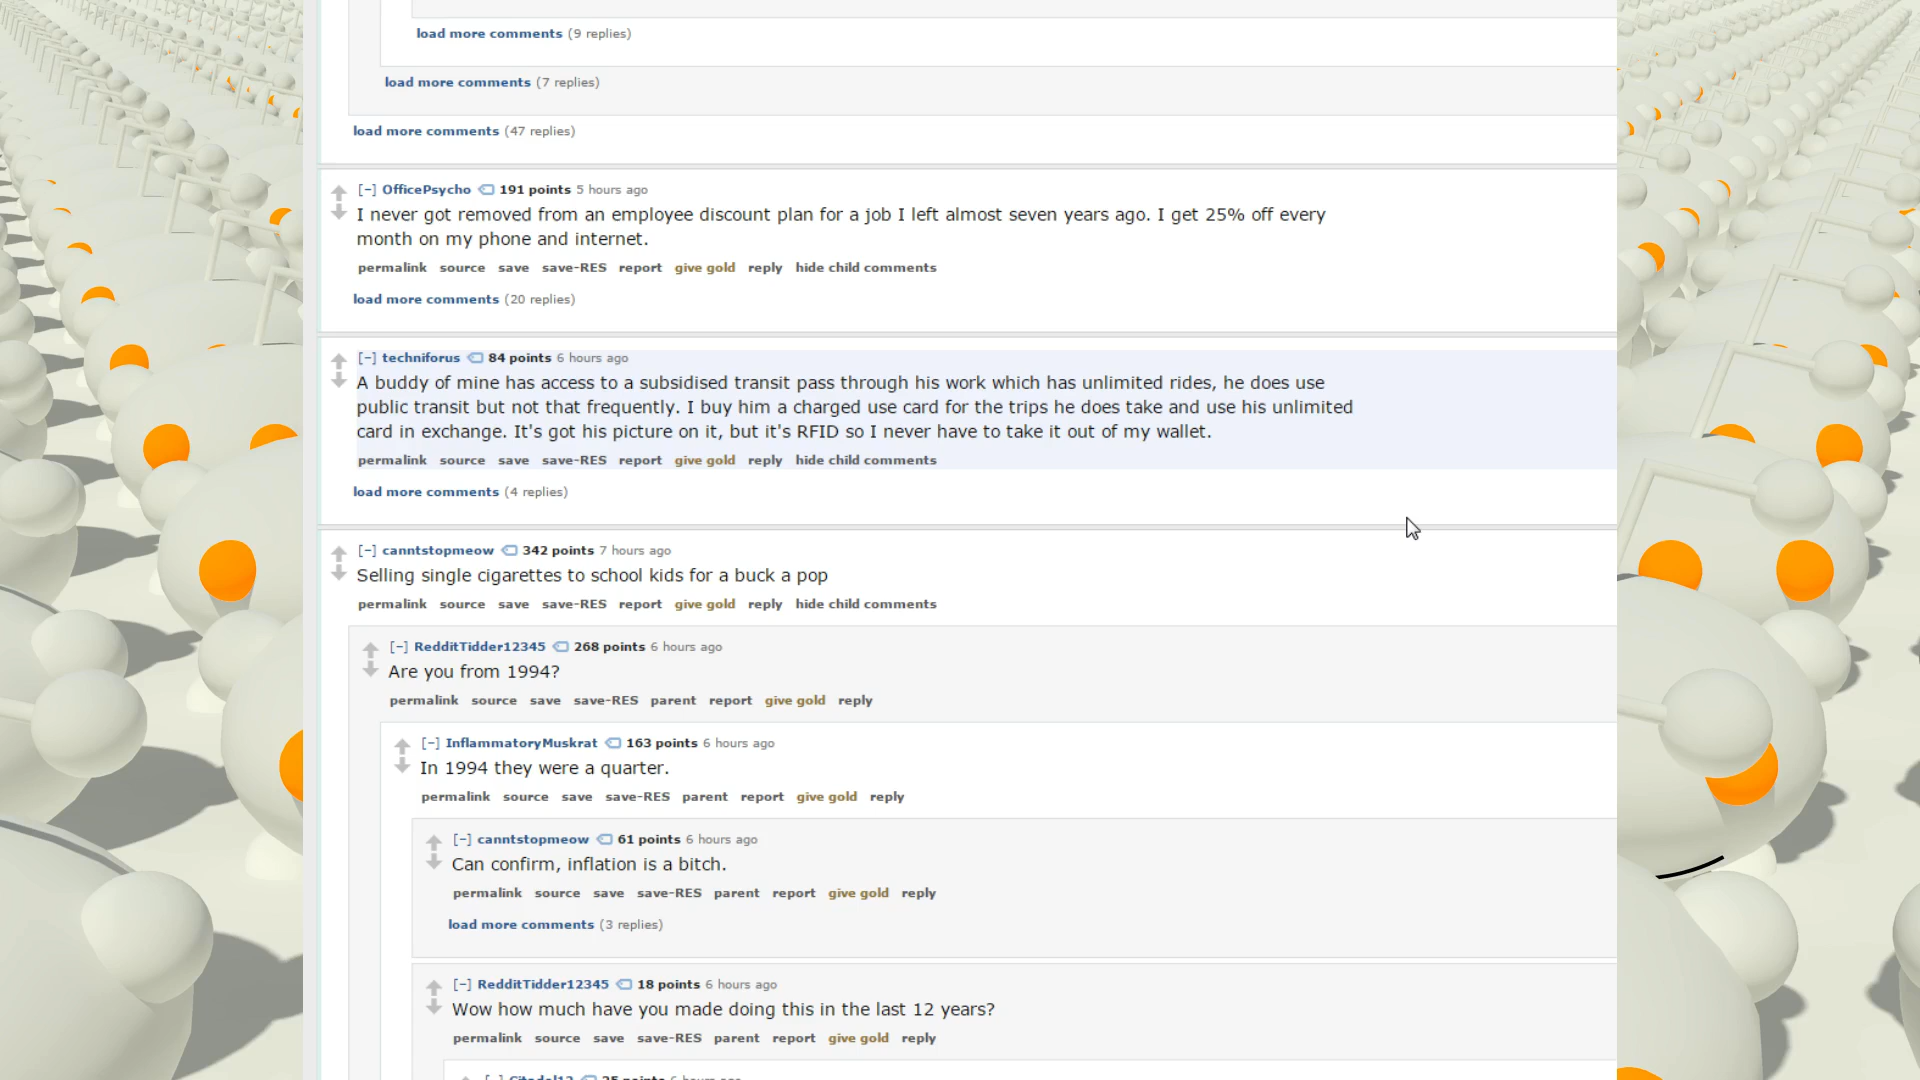 load more comments (9 replies)
load more comments (7 replies)
load more comments (47 replies)
[–] OfficePsycho 191 points 5 hours ago
I never got removed from an employee discount plan for a job I left almost seven years ago. I get 25% off every
month on my phone and internet.
permalink source save save-RES report give gold reply hide child comments
load more comments (20 replies)
[–] techniforus 84 points 6 hours ago
A buddy of mine has access to a subsidised transit pass through his work which has unlimited rides, he does use
public transit but not that frequently. I buy him a charged use card for the trips he does take and use his unlimited
card in exchange. It's got his picture on it, but it's RFID so I never have to take it out of my wallet.
permalink source save save-RES report give gold reply hide child comments
load more comments (4 replies)
[–] canntstopmeow 342 points 7 hours ago
Selling single cigarettes to school kids for a buck a pop
permalink source save save-RES report give gold reply hide child comments
[–] RedditTidder12345 268 points 6 hours ago
Are you from 1994?
permalink source save save-RES parent report give gold reply
[–] InflammatoryMuskrat 163 points 6 hours ago
In 1994 they were a quarter.
permalink source save save-RES parent report give gold reply
[–] canntstopmeow 61 points 6 hours ago
Can confirm, inflation is a bitch.
permalink source save save-RES parent report give gold reply
load more comments (3 replies)
[–] RedditTidder12345 18 points 6 hours ago
Wow how much have you made doing this in the last 12 years?
permalink source save save-RES parent report give gold reply
points 6 hours ago